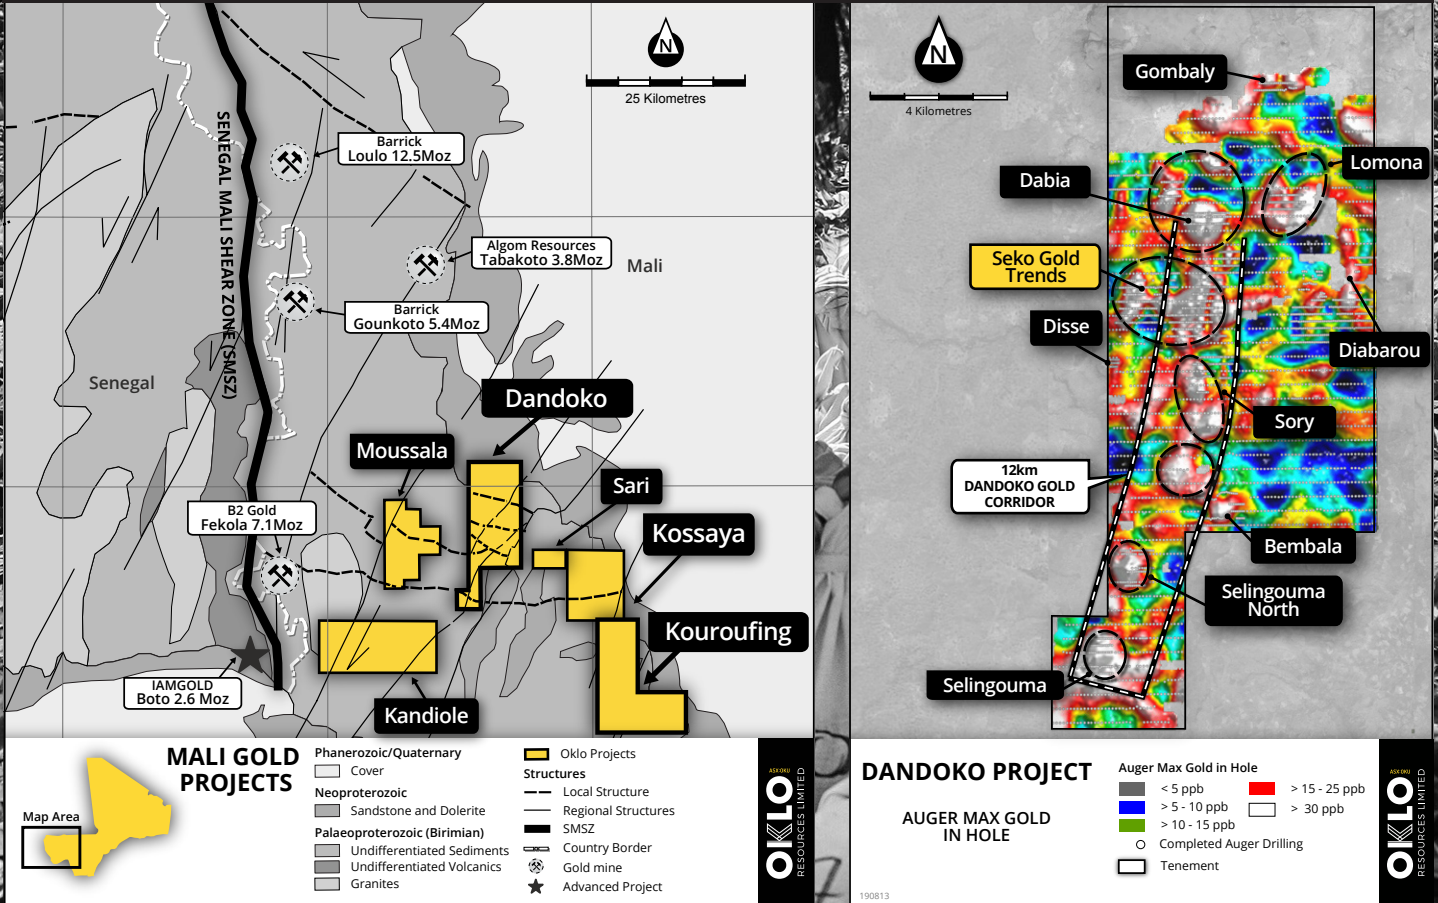 N
25 Kilometres
SENEGAL MALI SHEAR ZONE (SMSZ)
Barrick
Loulo 12.5Moz
Algom Resources
Tabakoto 3.8Moz
Mali
Barrick
Gounkoto 5.4Moz
Senegal
Dandoko
Moussala
Sari
B2 Gold
Fekola 7.1Moz
Kossaya
Kouroufing
IAMGOLD
Boto 2.6 Moz
Kandiole
MALI GOLD
PROJECTS
Map Area
Phanerozoic/Quaternary
Cover
Neoproterozoic
Sandstone and Dolerite
Palaeoproterozoic (Birimian)
Undifferentiated Sediments
Undifferentiated Volcanics
Granites
Oklo Projects
Structures
Local Structure
Regional Structures
SMSZ
Country Border
Gold mine
Advanced Project
ASX:OKU
OKLO
RESOURCES LIMITED
N
4 Kilometres
Gombaly
Lomona
Dabia
Seko Gold
Trends
Disse
Diabarou
Sory
12km
DANDOKO GOLD
CORRIDOR
Bembala
Selingouma
North
Selingouma
DANDOKO PROJECT
AUGER MAX GOLD
IN HOLE
Auger Max Gold in Hole
< 5 ppb
> 5 - 10 ppb
> 10 - 15 ppb
> 15 - 25 ppb
> 30 ppb
Completed Auger Drilling
Tenement
190813
ASX:OKU
OKLO
RESOURCES LIMITED